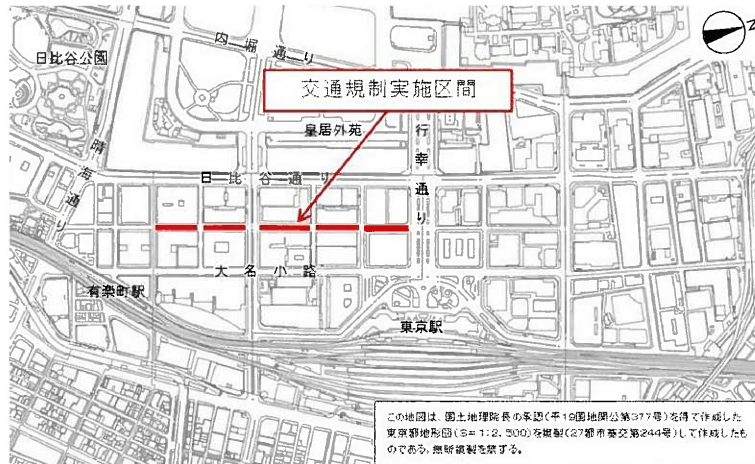 Z
内堀通り
日比谷公園
交通規制実施区間
皇居外苑
行幸通り
晴海通り
日比谷通り
大名小路
有楽町駅
東京駅
この地図は、国土地理院長の承認(平19国地関公第377号)を得て作成した
東京都地形図(S=1:2,500)を複製(27都市基交第244号)して作成したも
のである。無断複製を禁ずる。